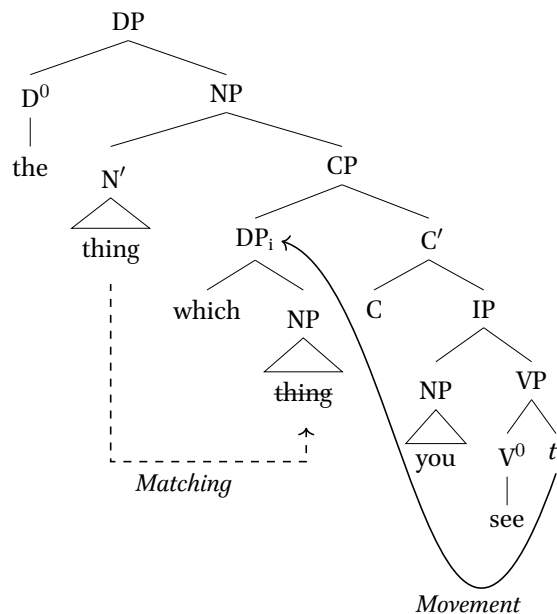 DP
D⁰ NP
the N′ CP
thing DPᵢ C′
which NP C IP
thing NP VP
you V⁰ t
see
Matching
Movement